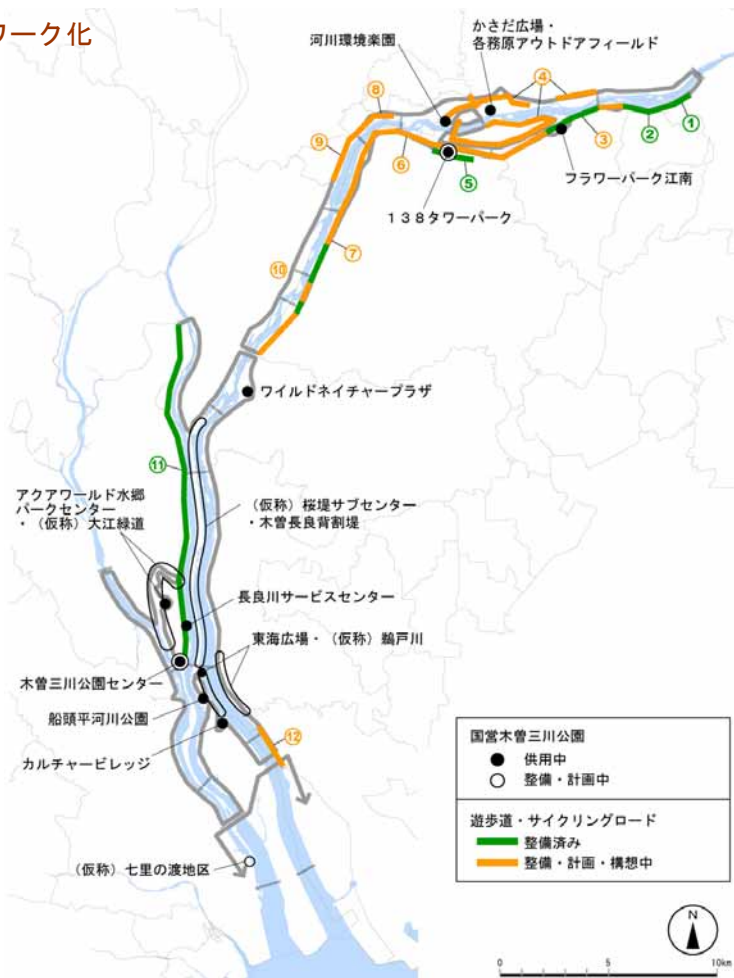 ワーク化
かさだ広場・
各務原アウトドアフィールド
河川環境楽園
⑧
④
⑨
⑥
③
②
①
⑤
フラワーパーク江南
138タワーパーク
⑦
⑩
ワイルドネイチャープラザ
⑪
アクアワールド水郷
パークセンター
・(仮称)大江緑道
(仮称)桜堤サブセンター
・木曽長良背割堤
長良川サービスセンター
東海広場・(仮称)鵜戸川
木曽三川公園センター
船頭平河川公園
カルチャービレッジ
⑫
(仮称)七里の渡地区
国営木曽三川公園
供用中
整備・計画中
遊歩道・サイクリングロード
整備済み
整備・計画・構想中
N
0 5 10km